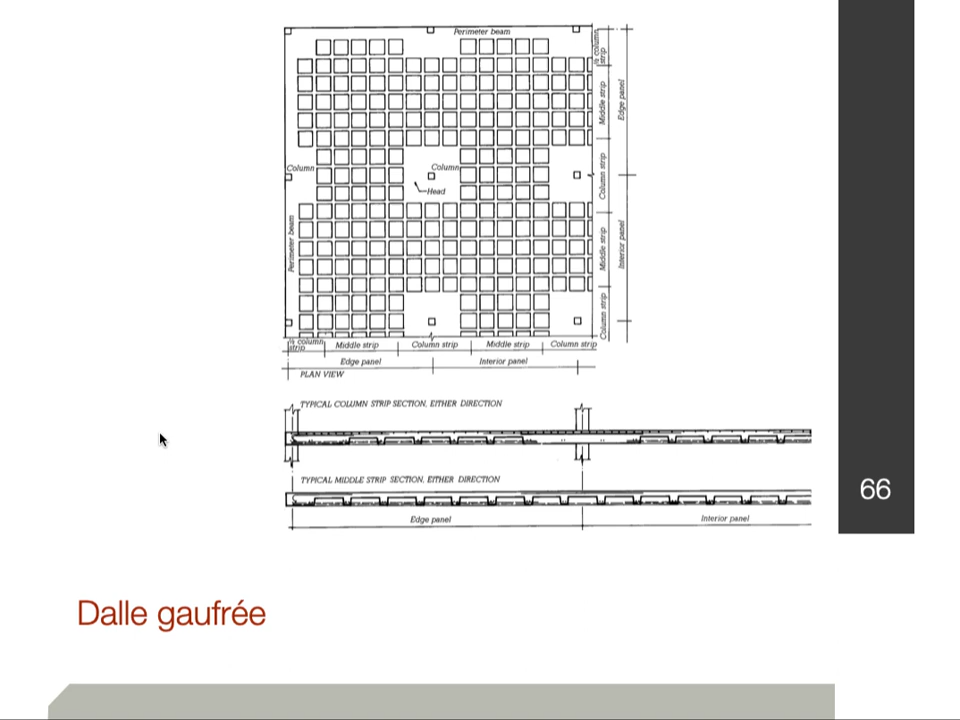 Perimeter beam
½ column
strip
Middle strip
Edge panel
Column
Column
Head
Column strip
Perimeter beam
Middle strip
Interior panel
Column strip
½ column
strip
Middle strip
Column strip
Middle strip
Column strip
Edge panel
Interior panel
PLAN VIEW
TYPICAL COLUMN STRIP SECTION, EITHER DIRECTION
TYPICAL MIDDLE STRIP SECTION, EITHER DIRECTION
66
Edge panel
Interior panel
Dalle gaufrée